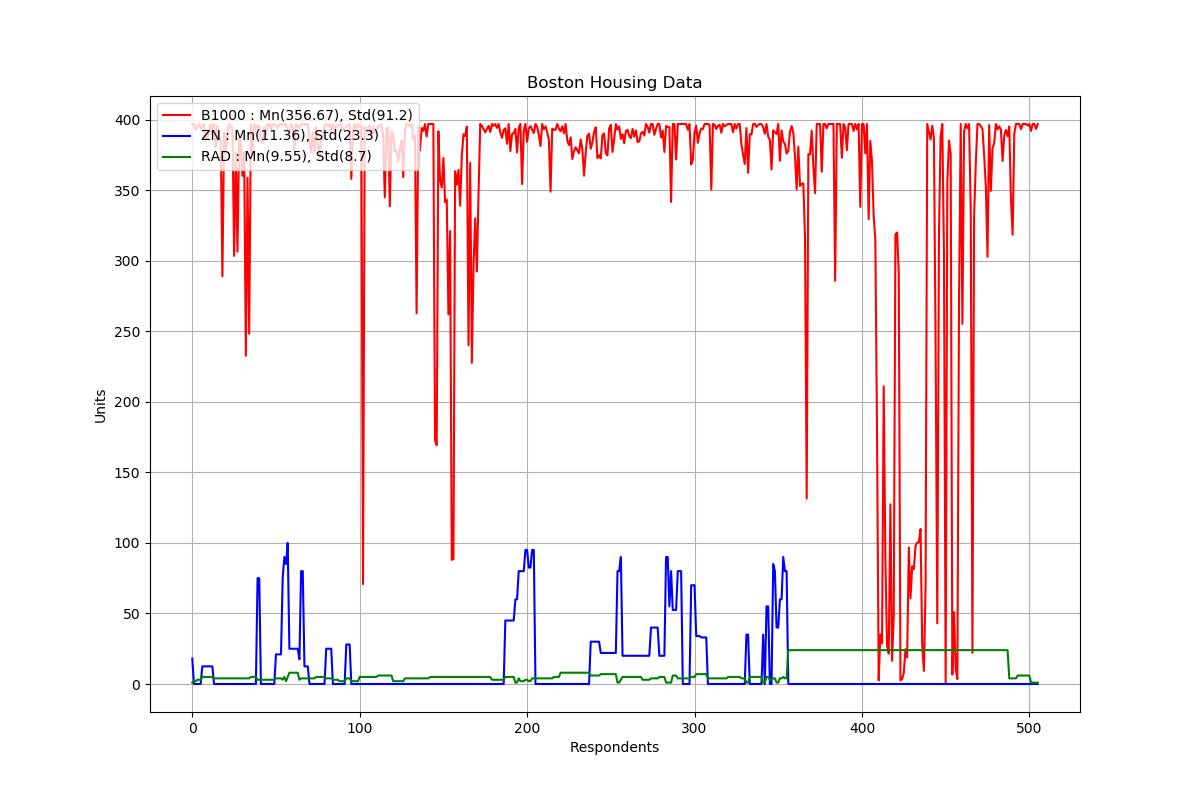 Boston Housing Data
B1000 : Mn(356.67), Std(91.2)
ZN : Mn(11.36), Std(23.3)
RAD : Mn(9.55), Std(8.7)
400
350
300
250
200
150
100
50
0
Units
0 100 200 300 400 500
Respondents